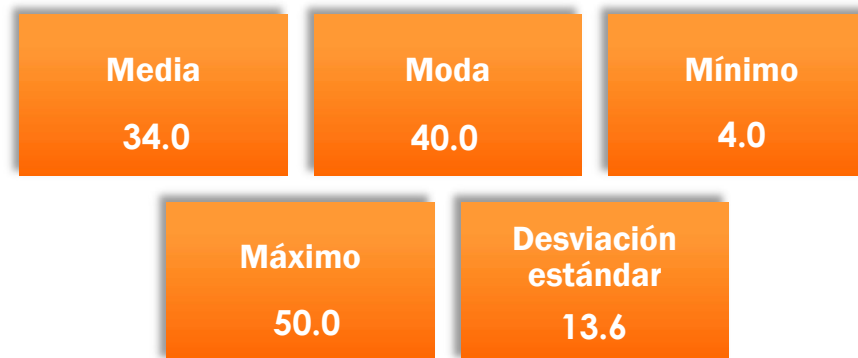 Media
34.0
Moda
40.0
Mínimo
4.0
Máximo
50.0
Desviación
estándar
13.6